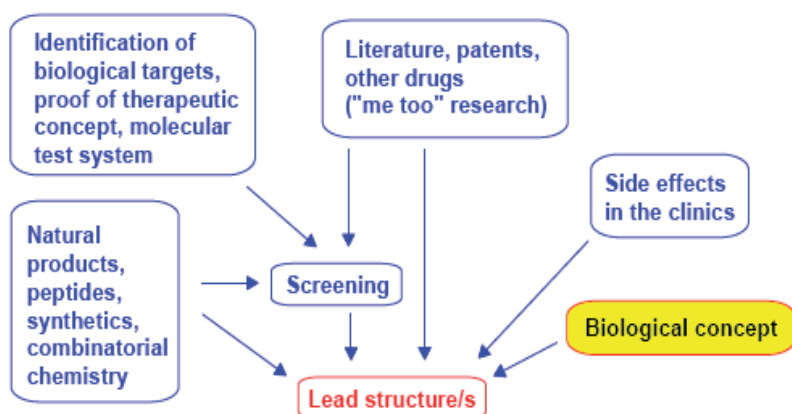 Identification of
biological targets,
proof of therapeutic
concept, molecular
test system
Literature, patents,
other drugs
("me too" research)
Side effects
in the clinics
Natural
products,
peptides,
synthetics,
combinatorial
chemistry
Screening
Biological concept
Lead structure/s